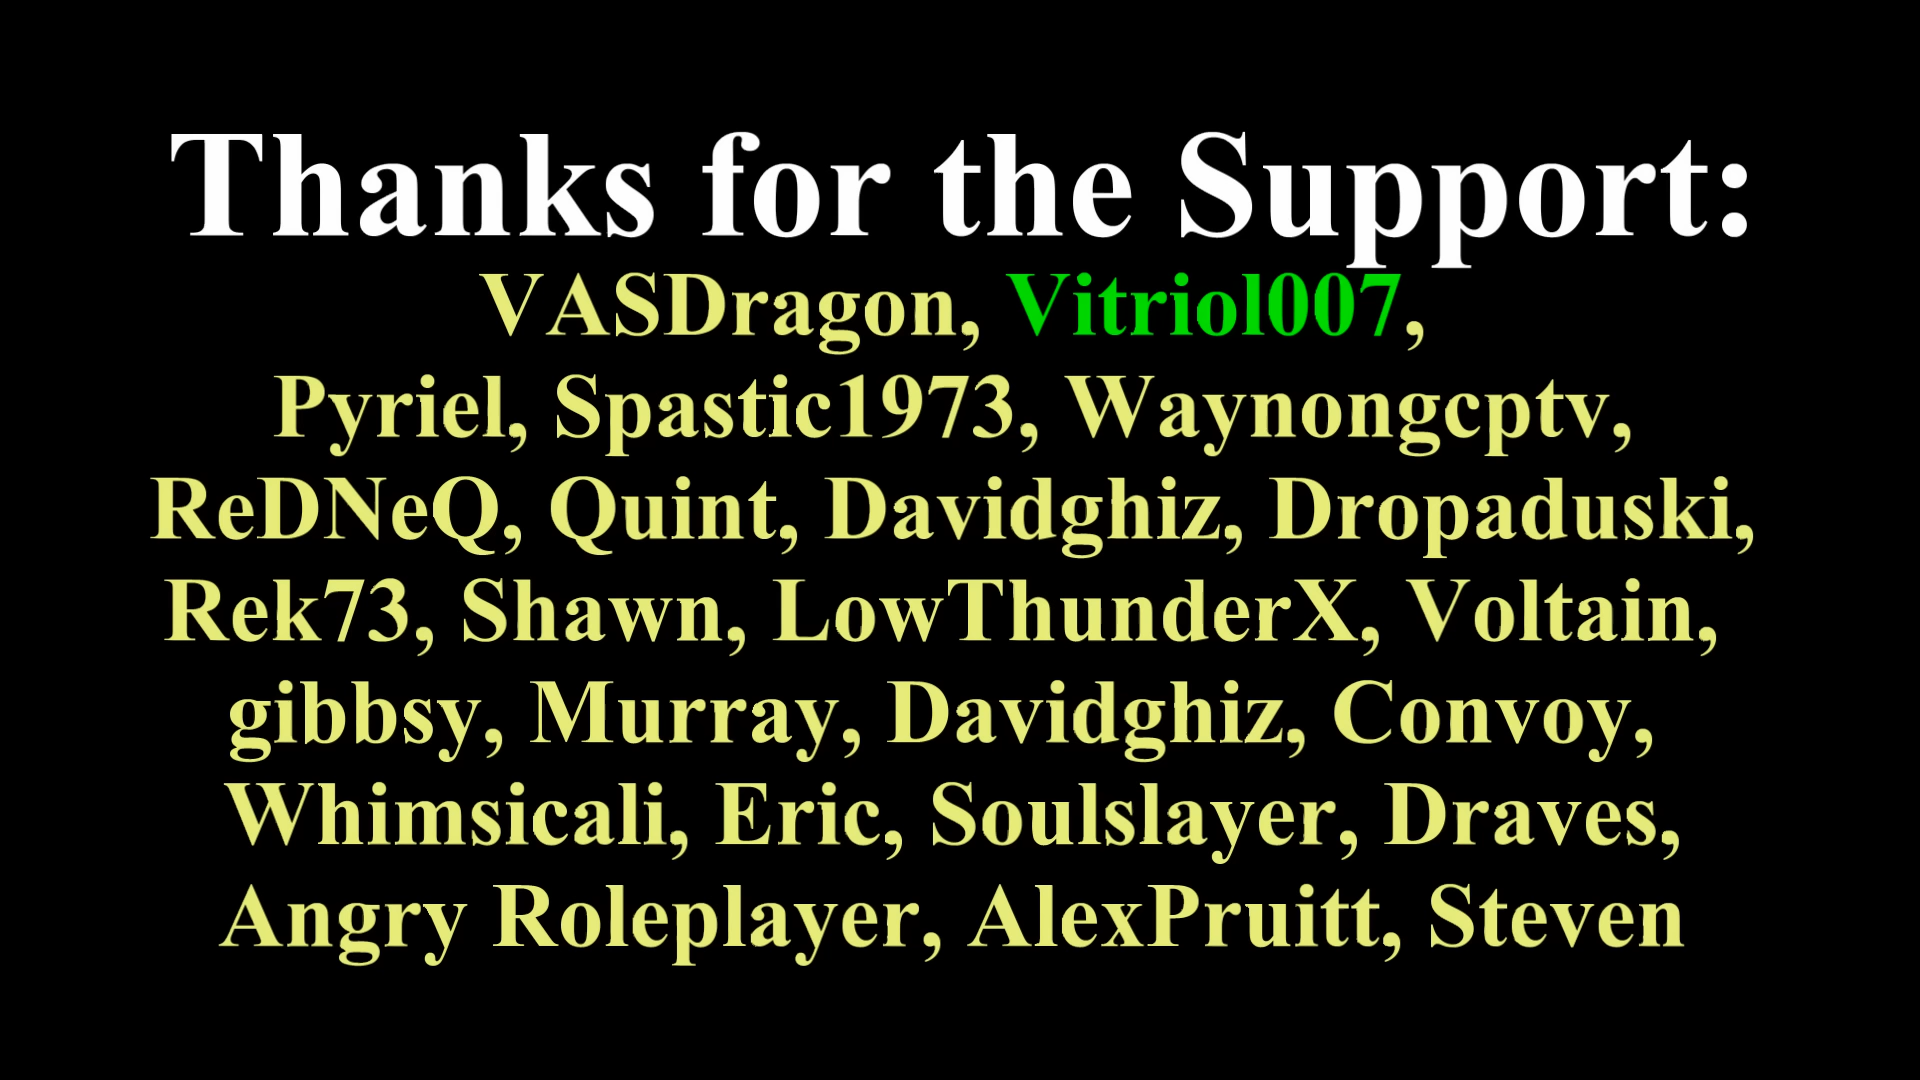 Thanks for the Support:
VASDragon, Vitriol007,
Pyriel, Spastic1973, Waynongcptv,
ReDNeQ, Quint, Davidghiz, Dropaduski,
Rek73, Shawn, LowThunderX, Voltain,
gibbsy, Murray, Davidghiz, Convoy,
Whimsicali, Eric, Soulslayer, Draves,
Angry Roleplayer, AlexPruitt, Steven